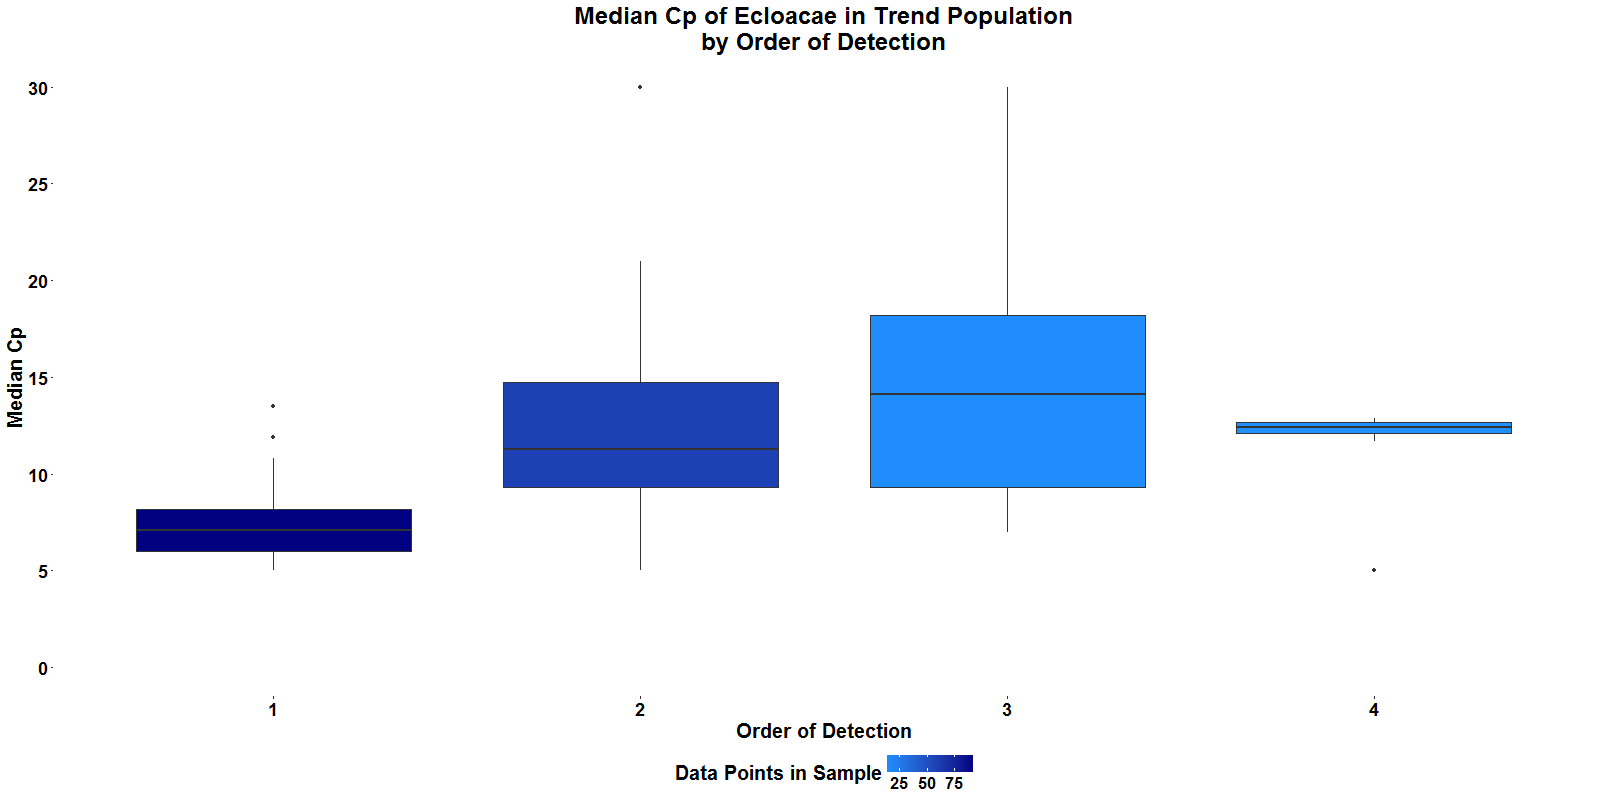 Median Cp of Ecloacae in Trend Population
by Order of Detection
30
25
20
15
10
5
0
Median Cp
1 2 3 4
Order of Detection
Data Points in Sample
25 50 75